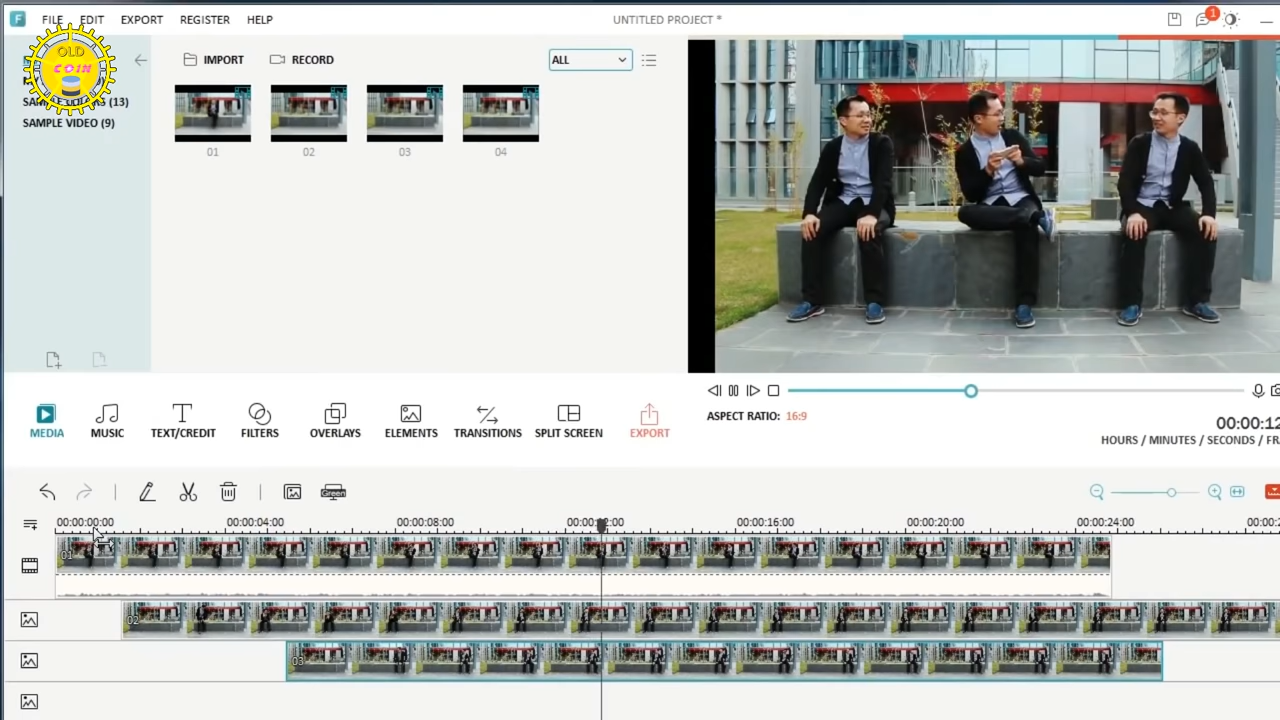 FILE EDIT EXPORT REGISTER HELP
UNTITLED PROJECT *
1
OLD
COIN
IMPORT RECORD
ALL
(13)
SAMPLE VIDEO (9)
01 02 03 04
MEDIA MUSIC TEXT/CREDIT FILTERS OVERLAYS ELEMENTS TRANSITIONS SPLIT SCREEN EXPORT
ASPECT RATIO: 16:9
00:00:12
HOURS / MINUTES / SECONDS / FR
Green
00:00:00:00 00:00:04:00 00:00:08:00 00:00:16:00 00:00:20:00 00:00:24:00
01
02
03